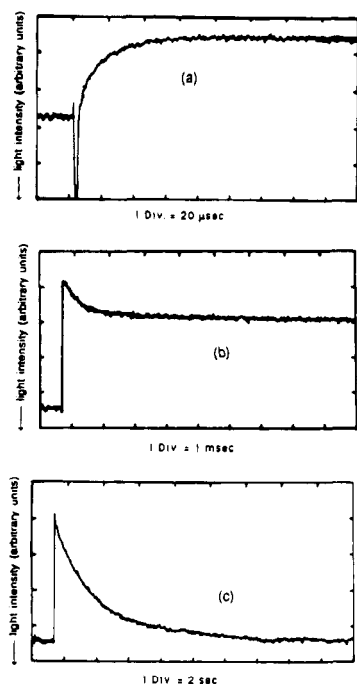 ← light intensity (arbitrary units)
(a)
1 Div. = 20 μsec
← light intensity (arbitrary units)
(b)
1 Div = 1 msec
← light intensity (arbitrary units)
(c)
1 Div = 2 sec